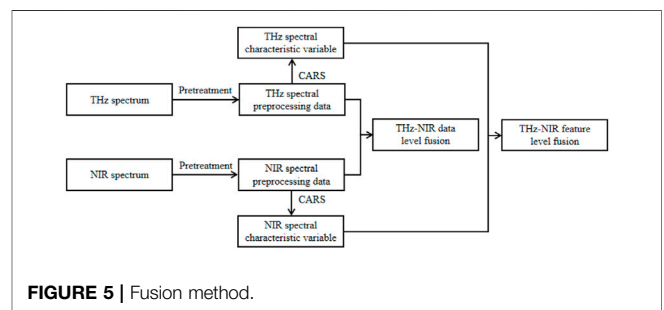 THz spectral
characteristic variable
CARS
THz spectrum
Pretreatment
THz spectral
preprocessing data
THz-NIR data
level fusion
THz-NIR feature
level fusion
NIR spectrum
Pretreatment
NIR spectral
preprocessing data
CARS
NIR spectral
characteristic variable
FIGURE 5 | Fusion method.